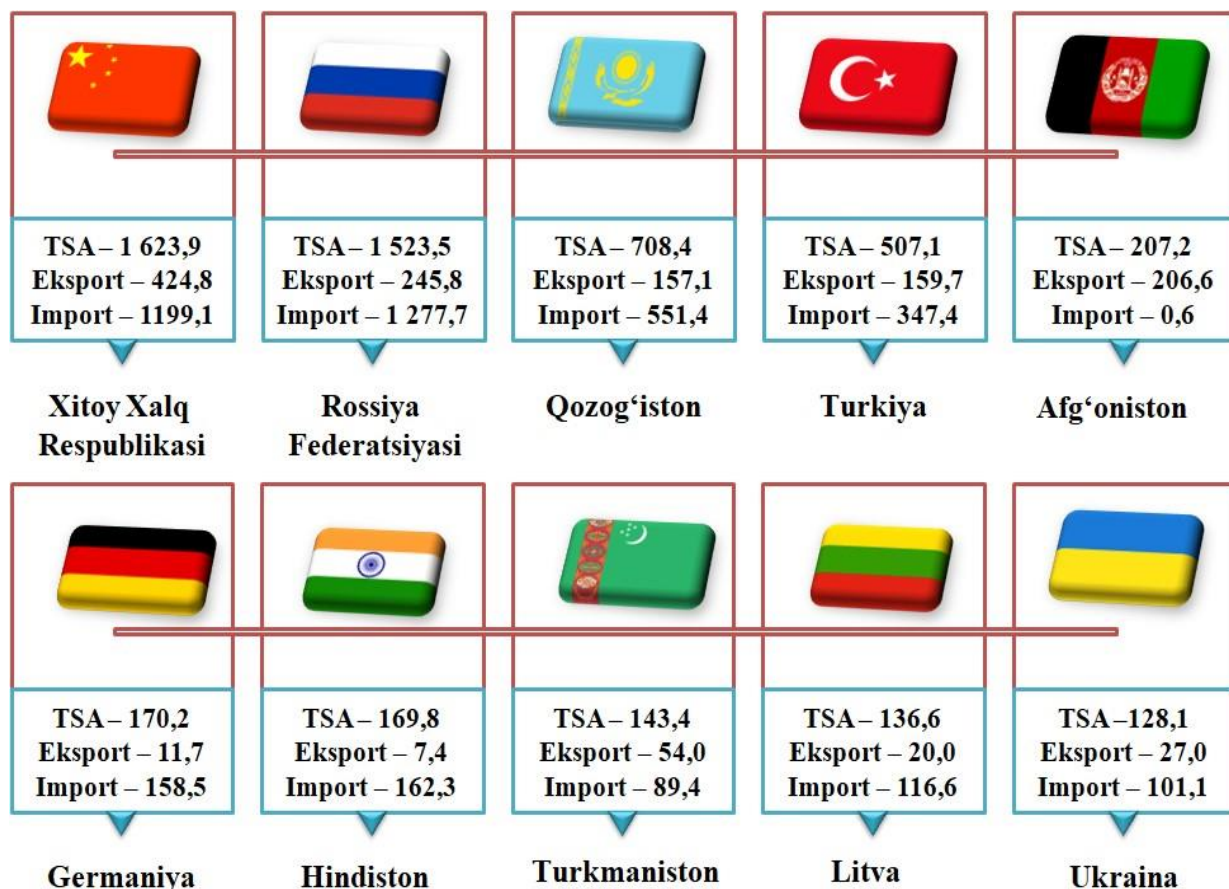 TSA – 1 623,9
Eksport – 424,8
Import – 1199,1
Xitoy Xalq
Respublikasi
TSA – 1 523,5
Eksport – 245,8
Import – 1 277,7
Rossiya
Federatsiyasi
TSA – 708,4
Eksport – 157,1
Import – 551,4
Qozog‘iston
TSA – 507,1
Eksport – 159,7
Import – 347,4
Turkiya
TSA – 207,2
Eksport – 206,6
Import – 0,6
Afg‘oniston
TSA – 170,2
Eksport – 11,7
Import – 158,5
Germaniya
TSA – 169,8
Eksport – 7,4
Import – 162,3
Hindiston
TSA – 143,4
Eksport – 54,0
Import – 89,4
Turkmaniston
TSA – 136,6
Eksport – 20,0
Import – 116,6
Litva
TSA –128,1
Eksport – 27,0
Import – 101,1
Ukraina